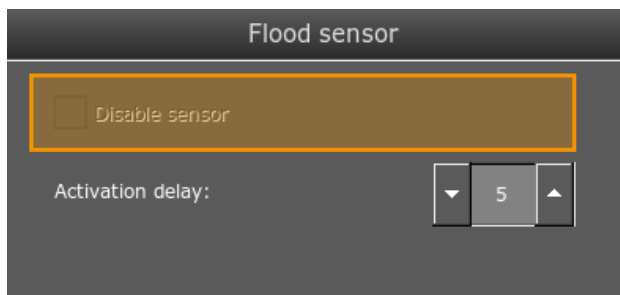 Flood sensor
Disable sensor
Activation delay: 5